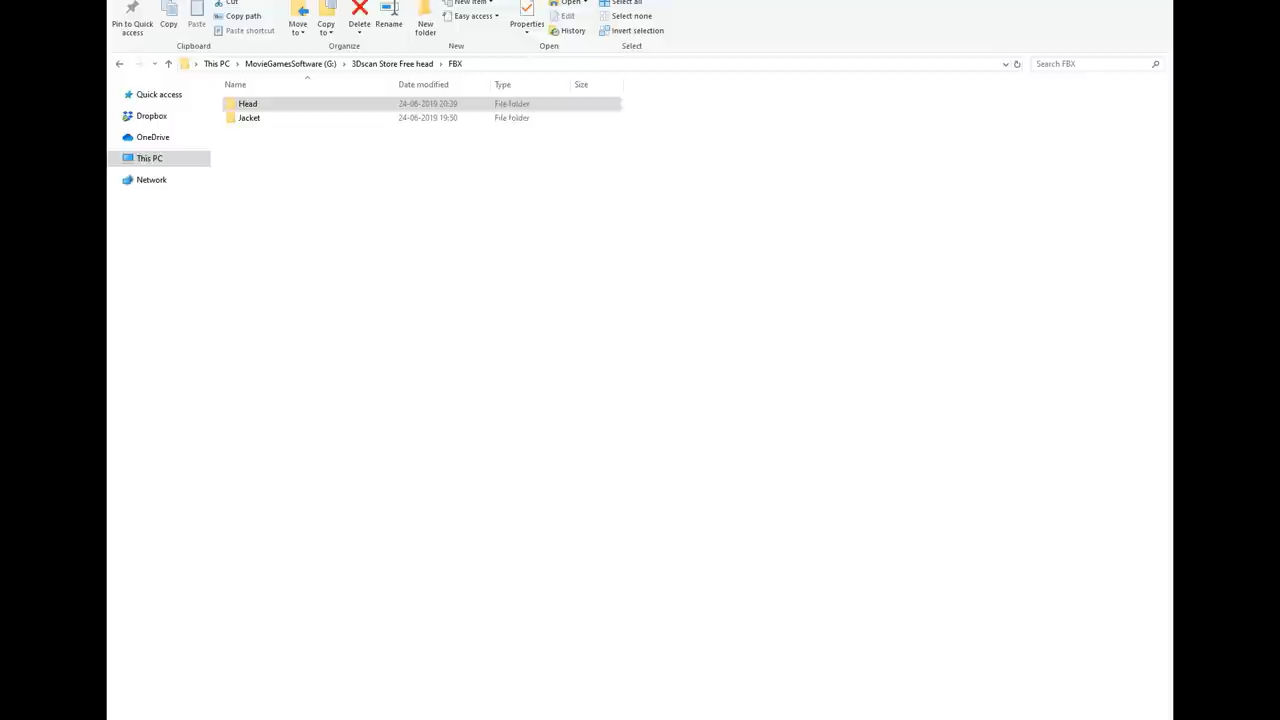 Cut New item Open Select all
Copy path Easy access Edit Select none
Pin to Quick access Copy Paste Paste shortcut Move to Copy to Delete Rename New folder Properties History Invert selection
Clipboard Organize New Open Select
This PC MovieGamesSoftware (G:) 3Dscan Store Free head FBX Search FBX
Name Date modified Type Size
Quick access
Dropbox
OneDrive
This PC
Network
Head 24-06-2019 20:39 File folder
Jacket 24-06-2019 19:50 File folder